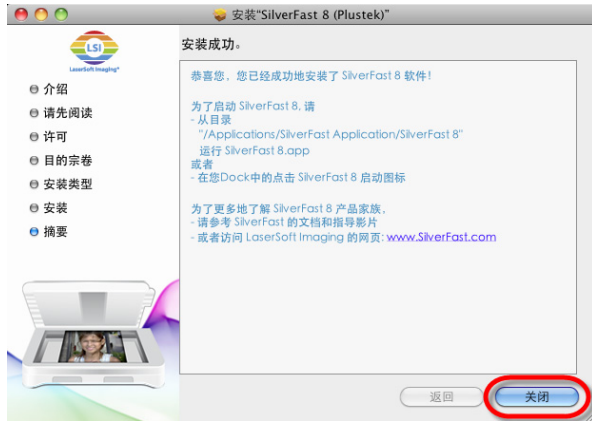 安装“SilverFast 8 (Plustek)”
LSI
LaserSoft Imaging®
介绍
请先阅读
许可
目的宗卷
安装类型
安装
摘要
安装成功。
恭喜您，您已经成功地安装了 SilverFast 8 软件！
为了启动 SilverFast 8, 请
- 从目录
"/Applications/SilverFast Application/SilverFast 8"
运行 SilverFast 8.app
或者
- 在您Dock中的点击 SilverFast 8 启动图标
为了更多地了解 SilverFast 8 产品家族，
- 请参考 SilverFast 的文档和指导影片
- 或者访问 LaserSoft Imaging 的网页: www.SilverFast.com
返回
关闭